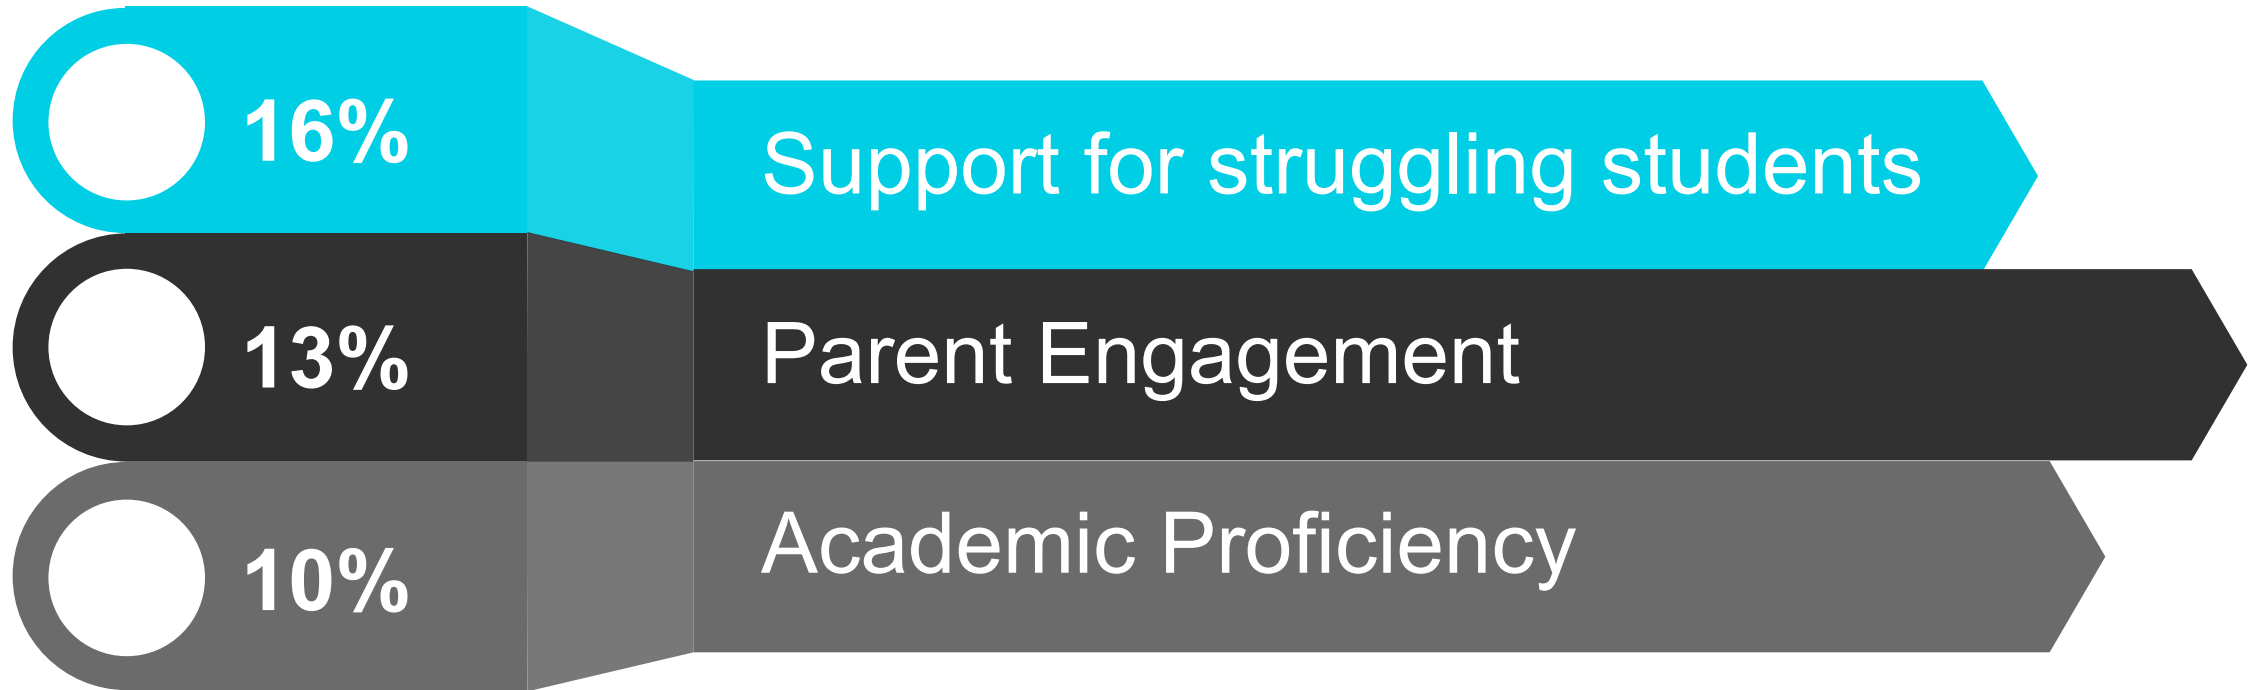 16%
Support for struggling students
13%
Parent Engagement
10%
Academic Proficiency